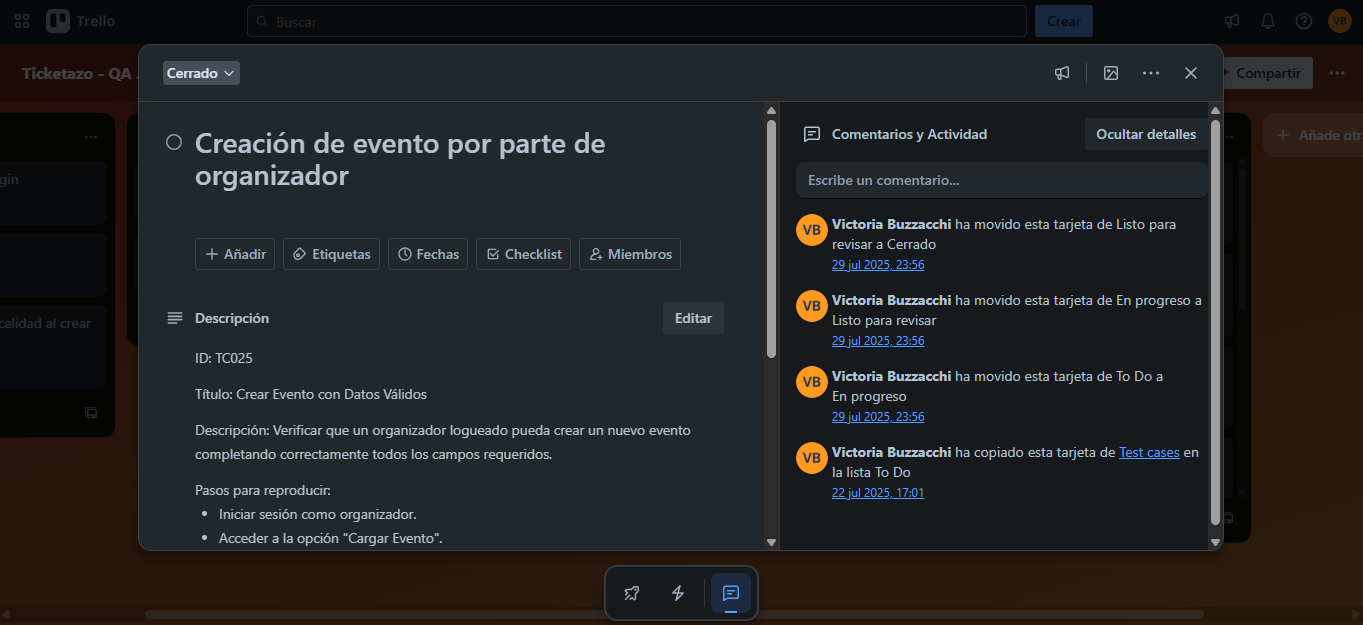 Trello
Buscar
Crear
VB
Ticketazo - QA
Cerrado
Compartir
Creación de evento por parte de
organizador
Añadir
Etiquetas
Fechas
Checklist
Miembros
Descripción
Editar
ID: TC025
Título: Crear Evento con Datos Válidos
Descripción: Verificar que un organizador logueado pueda crear un nuevo evento
completando correctamente todos los campos requeridos.
Pasos para reproducir:
• Iniciar sesión como organizador.
• Acceder a la opción "Cargar Evento".
Comentarios y Actividad
Ocultar detalles
Escribe un comentario...
VB
Victoria Buzzacchi ha movido esta tarjeta de Listo para
revisar a Cerrado
29 jul 2025, 23:56
VB
Victoria Buzzacchi ha movido esta tarjeta de En progreso a
Listo para revisar
29 jul 2025, 23:56
VB
Victoria Buzzacchi ha movido esta tarjeta de To Do a
En progreso
29 jul 2025, 23:56
VB
Victoria Buzzacchi ha copiado esta tarjeta de Test cases en
la lista To Do
22 jul 2025, 17:01
gin
calidad al crear
Añade otr